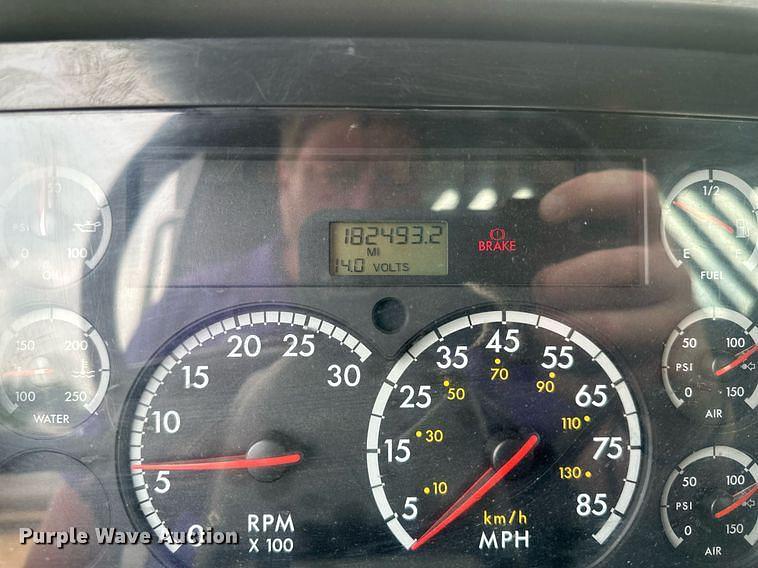 50
PSI
0
100
OIL
182493.2
MI
14.0 VOLTS
BRAKE
1/2
E
F
FUEL
150
200
100
250
WATER
0
5
10
15
20
25
30
RPM
X 100
5
15
25
35
45
55
65
75
85
10
30
50
70
90
110
130
km/h
MPH
50
100
PSI
0
150
AIR
50
100
PSI
0
150
AIR
Purple Wave Auction